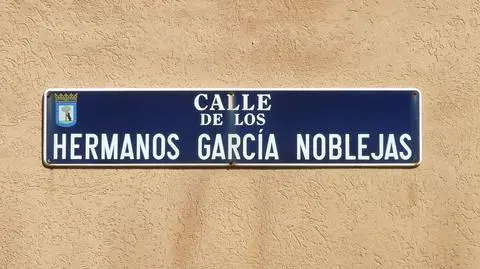 CALLE
DE LOS
HERMANOS GARCÍA NOBLEJAS